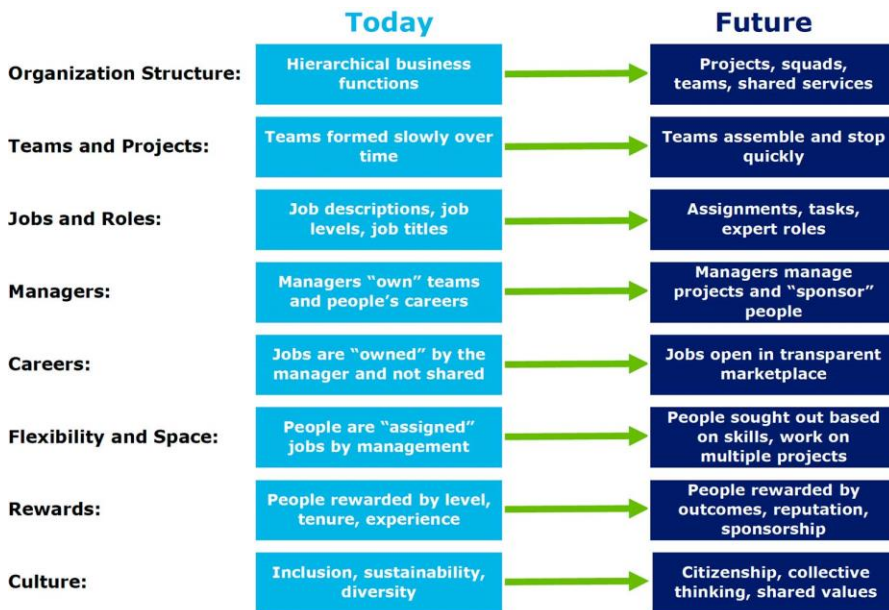 Today
Future
Organization Structure:
Hierarchical business
functions
Projects, squads,
teams, shared services
Teams and Projects:
Teams formed slowly over
time
Teams assemble and stop
quickly
Jobs and Roles:
Job descriptions, job
levels, job titles
Assignments, tasks,
expert roles
Managers:
Managers “own” teams
and people’s careers
Managers manage
projects and “sponsor”
people
Careers:
Jobs are “owned” by the
manager and not shared
Jobs open in transparent
marketplace
Flexibility and Space:
People are “assigned”
jobs by management
People sought out based
on skills, work on
multiple projects
Rewards:
People rewarded by level,
tenure, experience
People rewarded by
outcomes, reputation,
sponsorship
Culture:
Inclusion, sustainability,
diversity
Citizenship, collective
thinking, shared values